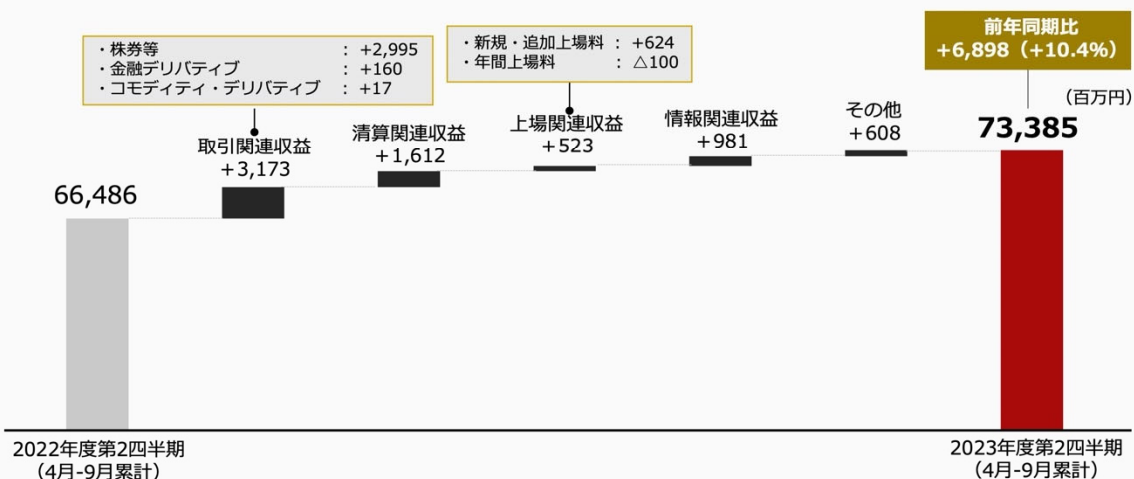 前年同期比
+6,898（+10.4%）
（百万円）
・株券等 ： +2,995
・金融デリバティブ ： +160
・コモディティ・デリバティブ ： +17
・新規・追加上場料 ： +624
・年間上場料 ： △100
66,486
取引関連収益
+3,173
清算関連収益
+1,612
上場関連収益
+523
情報関連収益
+981
その他
+608
73,385
2022年度第2四半期
(4月-9月累計)
2023年度第2四半期
(4月-9月累計)